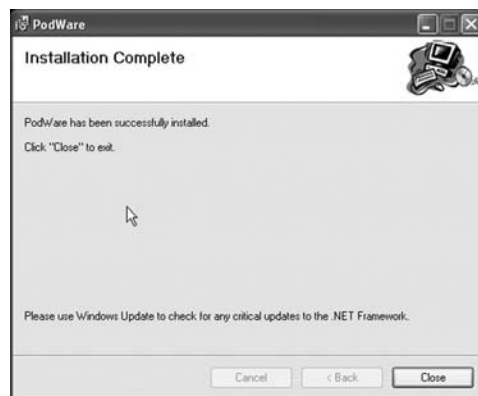 PodWare
Installation Complete
PodWare has been successfully installed.
Click "Close" to exit.
Please use Windows Update to check for any critical updates to the .NET Framework.
Cancel
< Back
Close